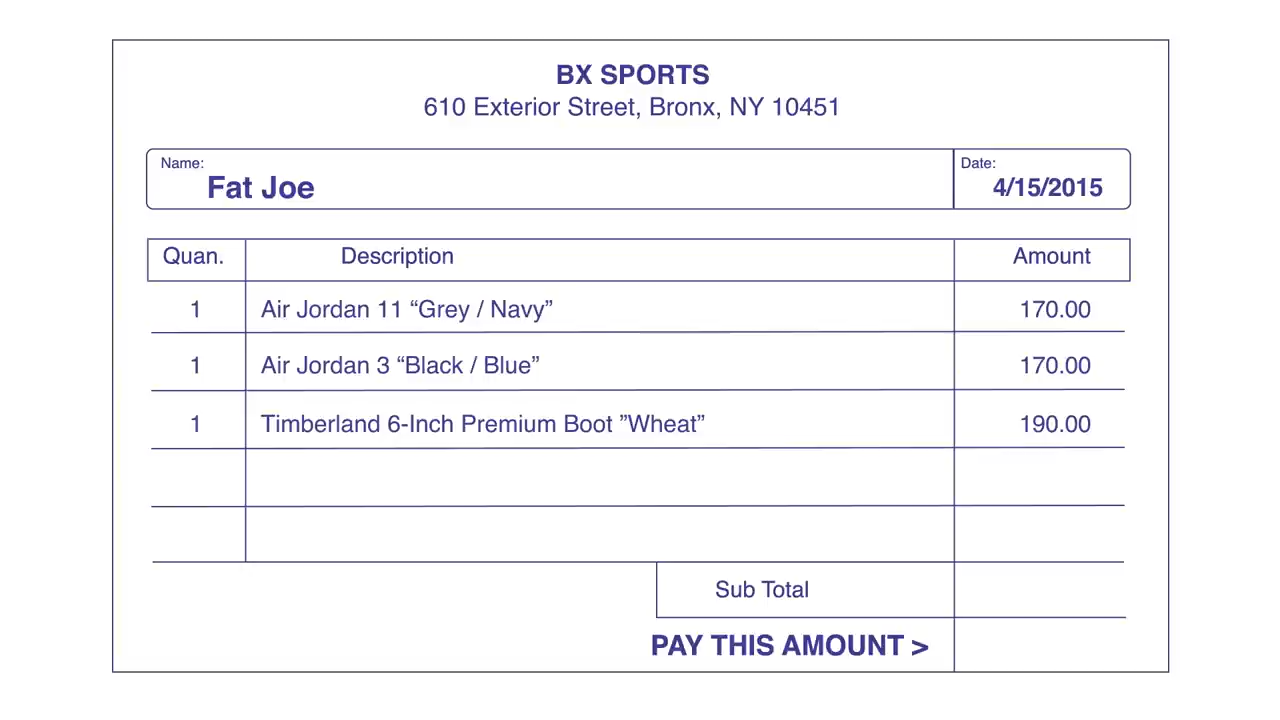 BX SPORTS
610 Exterior Street, Bronx, NY 10451
Name:
Fat Joe
Date:
4/15/2015
Quan. Description Amount
1 Air Jordan 11 “Grey / Navy” 170.00
1 Air Jordan 3 “Black / Blue” 170.00
1 Timberland 6-Inch Premium Boot ”Wheat” 190.00
Sub Total
PAY THIS AMOUNT >